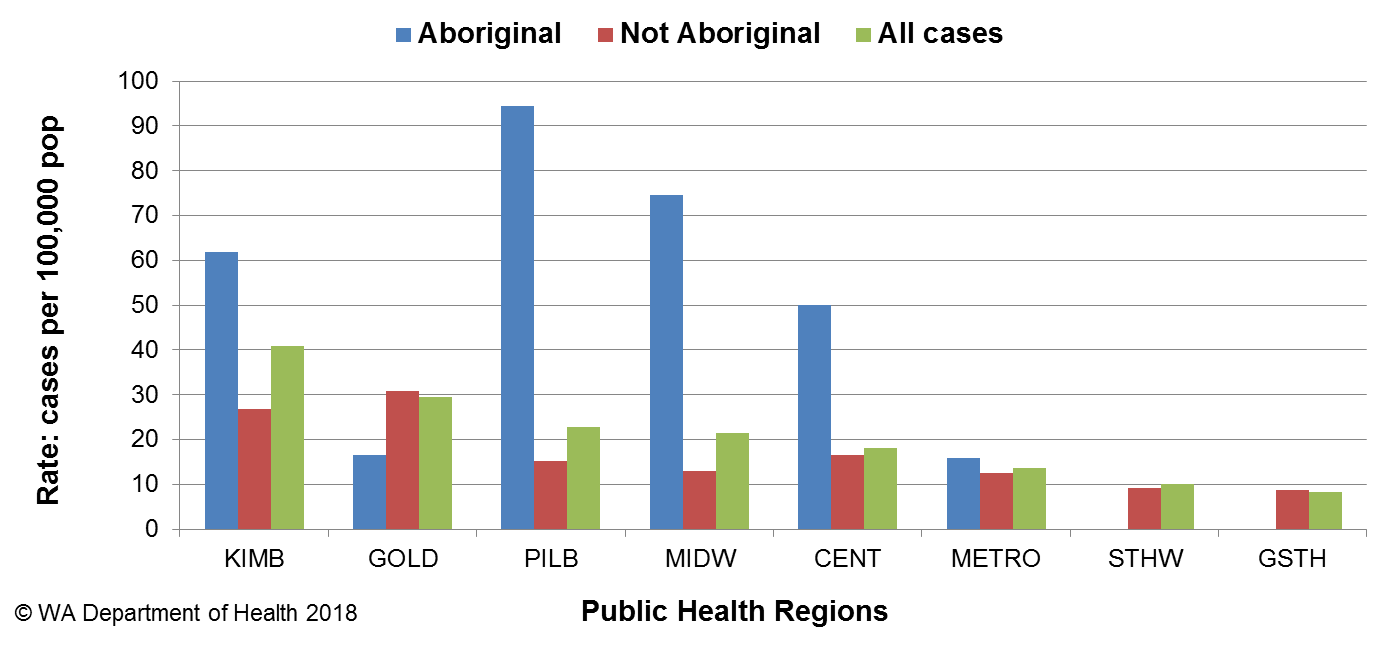 Aboriginal Not Aboriginal All cases
Rate: cases per 100,000 pop
100
90
80
70
60
50
40
30
20
10
0
KIMB GOLD PILB MIDW CENT METRO STHW GSTH
© WA Department of Health 2018
Public Health Regions